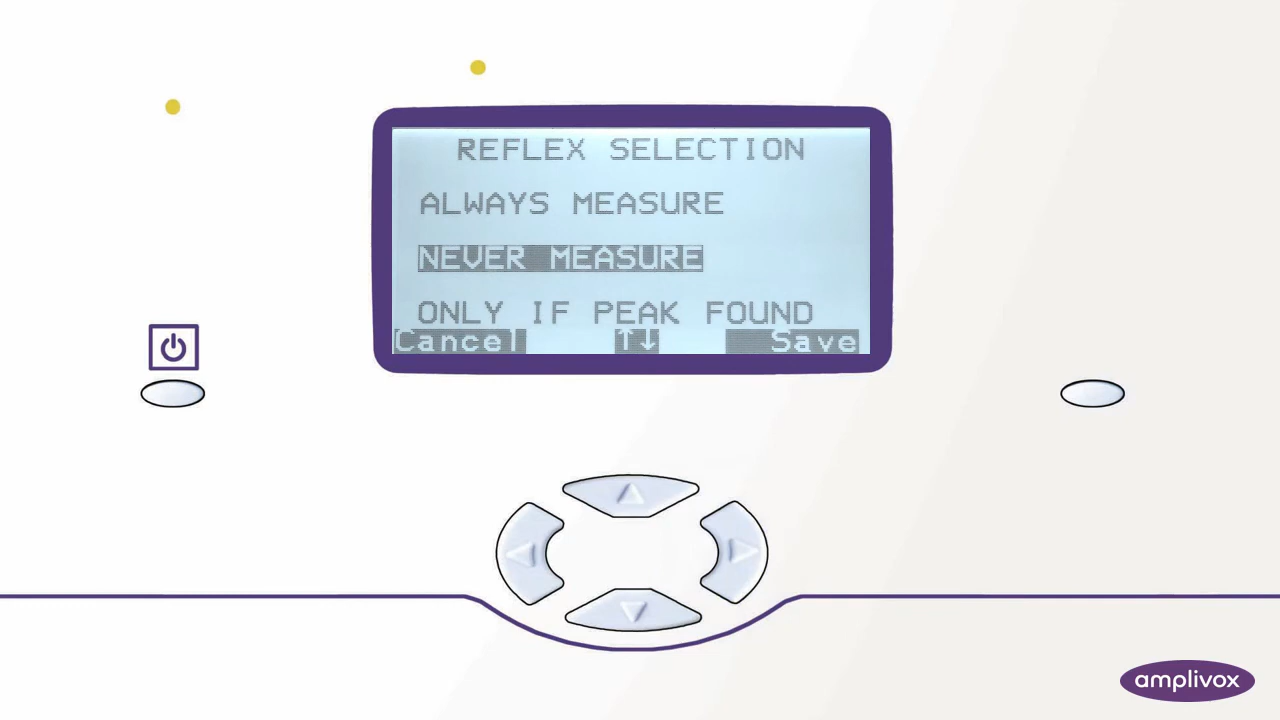 REFLEX SELECTION
ALWAYS MEASURE
NEVER MEASURE
ONLY IF PEAK FOUND
Cancel ↑↓ Save
amplivox